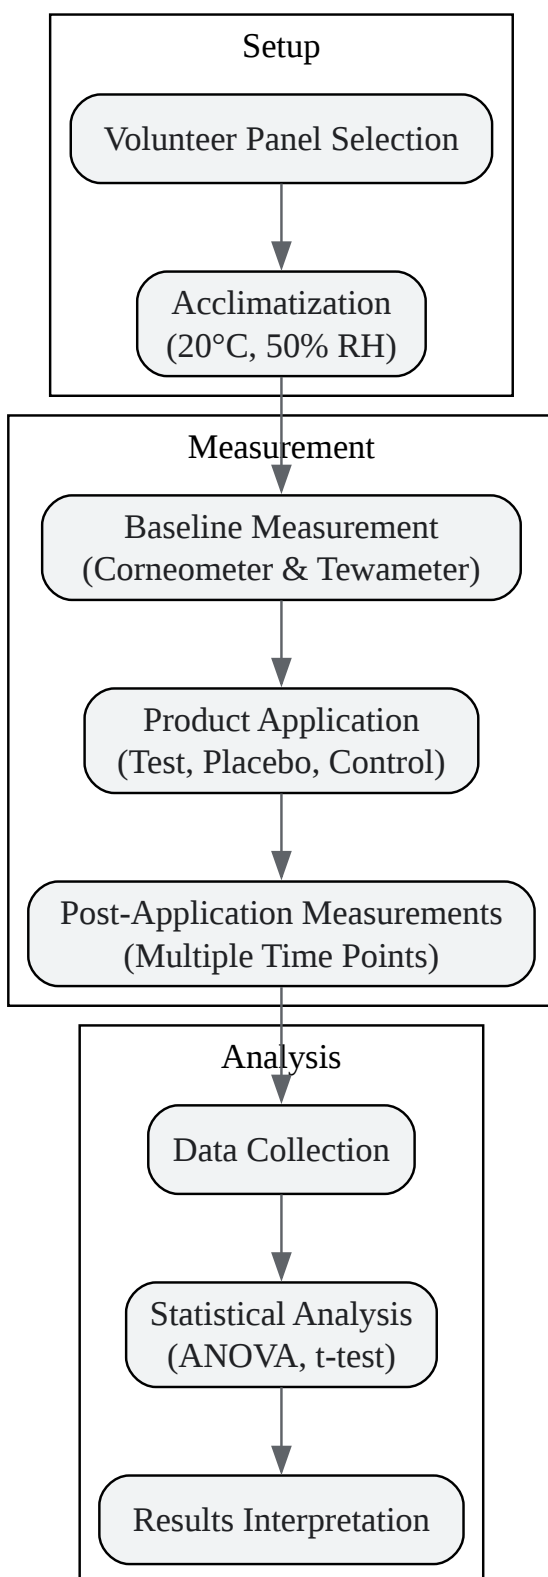 Setup
Volunteer Panel Selection
Acclimatization
(20°C, 50% RH)
Measurement
Baseline Measurement
(Corneometer & Tewameter)
Product Application
(Test, Placebo, Control)
Post-Application Measurements
(Multiple Time Points)
Analysis
Data Collection
Statistical Analysis
(ANOVA, t-test)
Results Interpretation